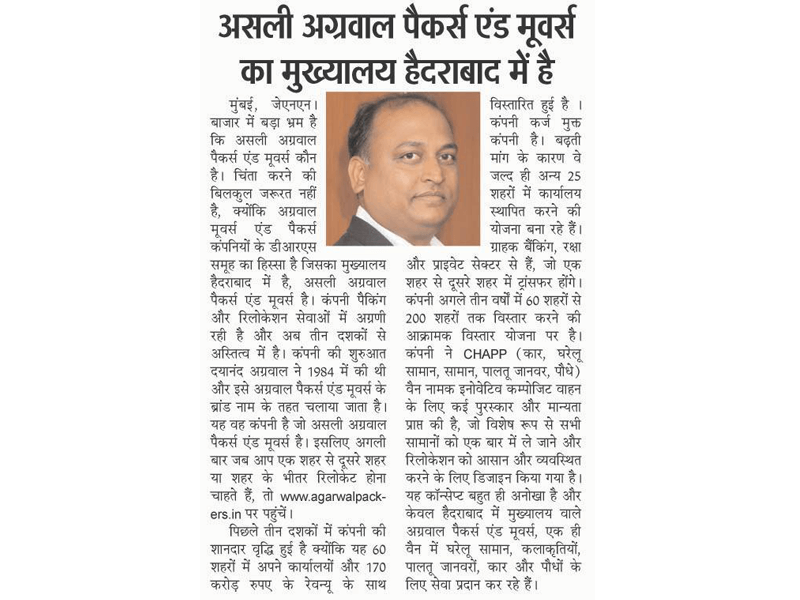 असली अग्रवाल पैकर्स एंड मूवर्स
का मुख्यालय हैदराबाद में है
मुंबई, जेएनएन।
बाजार में बड़ा भ्रम है
कि असली अग्रवाल
पैकर्स एंड मूवर्स कौन
है। चिंता करने की
बिलकुल जरूरत नहीं
है, क्योंकि अग्रवाल
मूवर्स एंड पैकर्स
कंपनियों के डीआरएस
समूह का हिस्सा है जिसका मुख्यालय
हैदराबाद में है, असली अग्रवाल
पैकर्स एंड मूवर्स है। कंपनी पैकिंग
और रिलोकेशन सेवाओं में अग्रणी
रही है और अब तीन दशकों से
अस्तित्व में है। कंपनी की शुरुआत
दयानंद अग्रवाल ने 1984 में की थी
और इसे अग्रवाल पैकर्स एंड मूवर्स के
ब्रांड नाम के तहत चलाया जाता है।
यह वह कंपनी है जो असली अग्रवाल
पैकर्स एंड मूवर्स है। इसलिए अगली
बार जब आप एक शहर से दूसरे शहर
या शहर के भीतर रिलोकेट होना
चाहते हैं, तो www.agarwalpack-
ers.in पर पहुंचें।
पिछले तीन दशकों में कंपनी की
शानदार वृद्धि हुई है क्योंकि यह 60
शहरों में अपने कार्यालयों और 170
करोड़ रुपए के रेवन्यू के साथ
विस्तारित हुई है ।
कंपनी कर्ज मुक्त
कंपनी है। बढ़ती
मांग के कारण वे
जल्द ही अन्य 25
शहरों में कार्यालय
स्थापित करने की
योजना बना रहे हैं।
ग्राहक बैंकिंग, रक्षा
और प्राइवेट सेक्टर से हैं, जो एक
शहर से दूसरे शहर में ट्रांसफर होंगे।
कंपनी अगले तीन वर्षों में 60 शहरों से
200 शहरों तक विस्तार करने की
आक्रामक विस्तार योजना पर है।
कंपनी ने CHAPP (कार, घरेलू
सामान, सामान, पालतू जानवर, पौधे)
वैन नामक इनोवेटिव कम्पोजिट वाहन
के लिए कई पुरस्कार और मान्यता
प्राप्त की है, जो विशेष रूप से सभी
सामानों को एक बार में ले जाने और
रिलोकेशन को आसान और व्यवस्थित
करने के लिए डिजाइन किया गया है।
यह कॉन्सेप्ट बहुत ही अनोखा है और
केवल हैदराबाद में मुख्यालय वाले
अग्रवाल पैकर्स एंड मूवर्स, एक ही
वैन में घरेलू सामान, कलाकृतियों,
पालतू जानवरों, कार और पौधों के
लिए सेवा प्रदान कर रहे हैं।